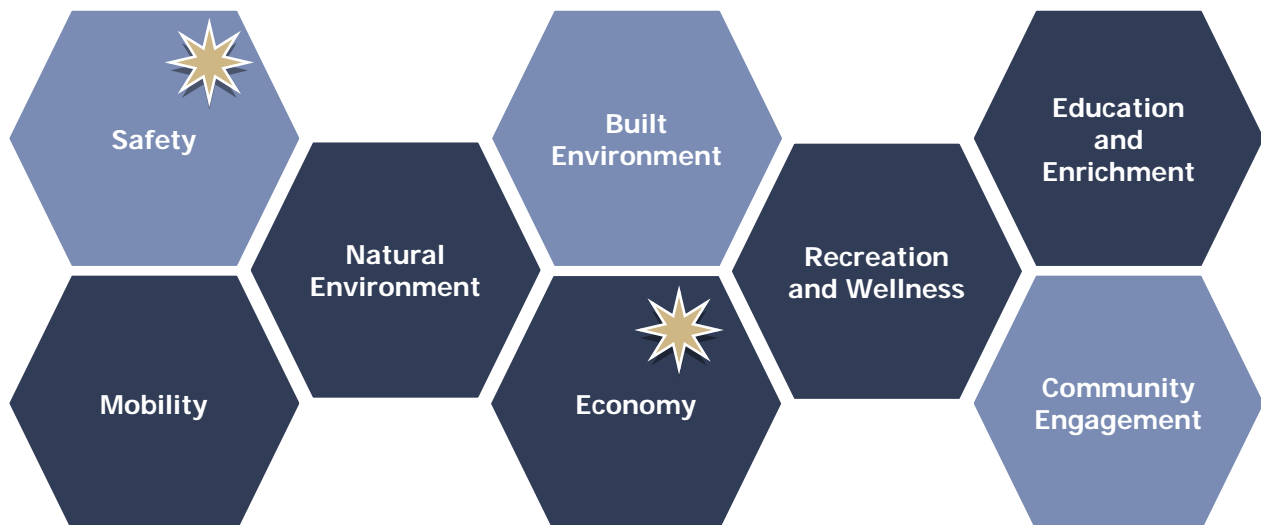 Safety
Built
Environment
Education
and
Enrichment
Natural
Environment
Recreation
and Wellness
Mobility
Economy
Community
Engagement